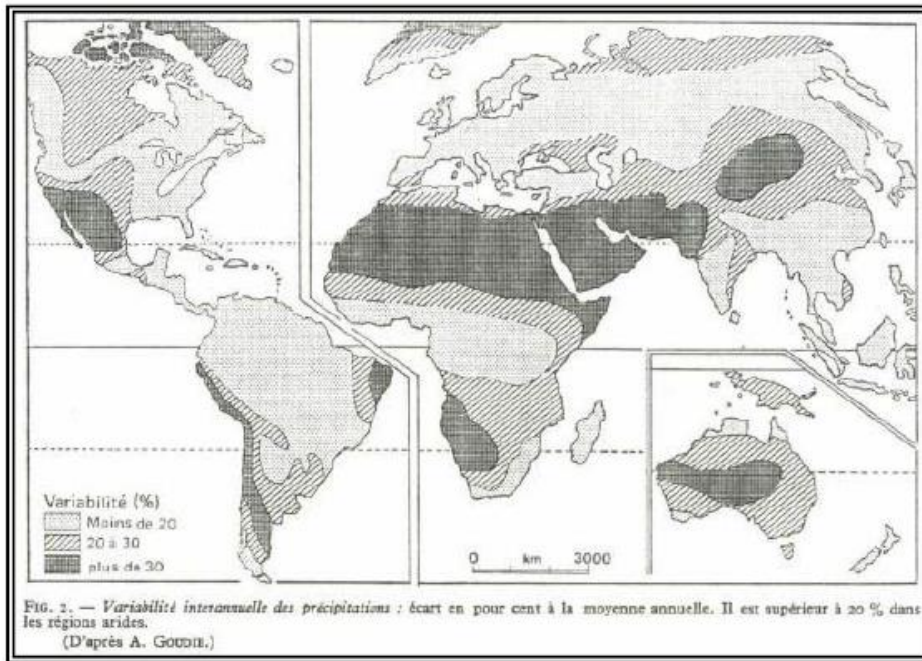 Variabilité (%)
Moins de 20
20 à 30
plus de 30
0 km 3000
FIG. 2. — Variabilité interannuelle des précipitations : écart en pour cent à la moyenne annuelle. Il est supérieur à 20 % dans
les régions arides.
(D'après A. GOUDIE.)